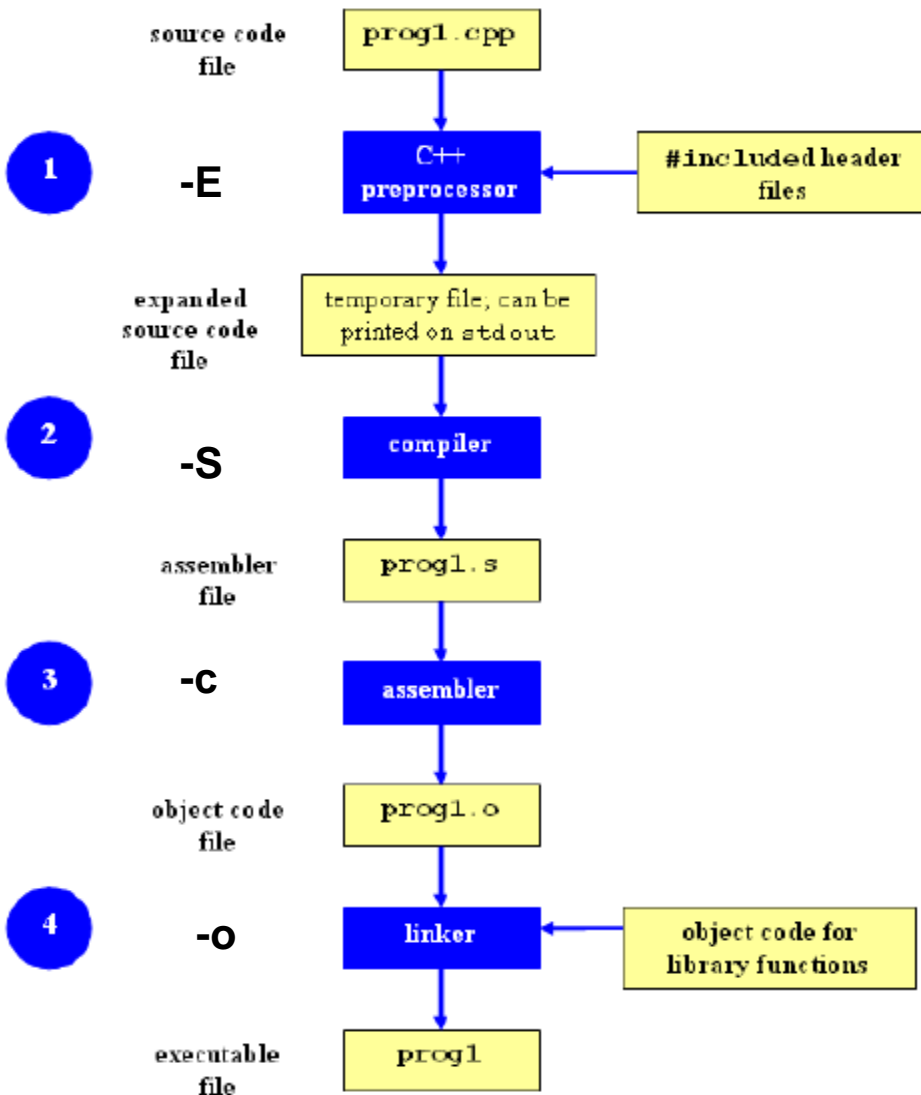 source code
file
prog1.cpp
1
-E
C++
preprocessor
#included header
files
expanded
source code
file
temporary file; can be
printed on stdout
2
-S
compiler
assembler
file
prog1.s
3
-c
assembler
object code
file
prog1.o
4
-o
linker
object code for
library functions
executable
file
prog1